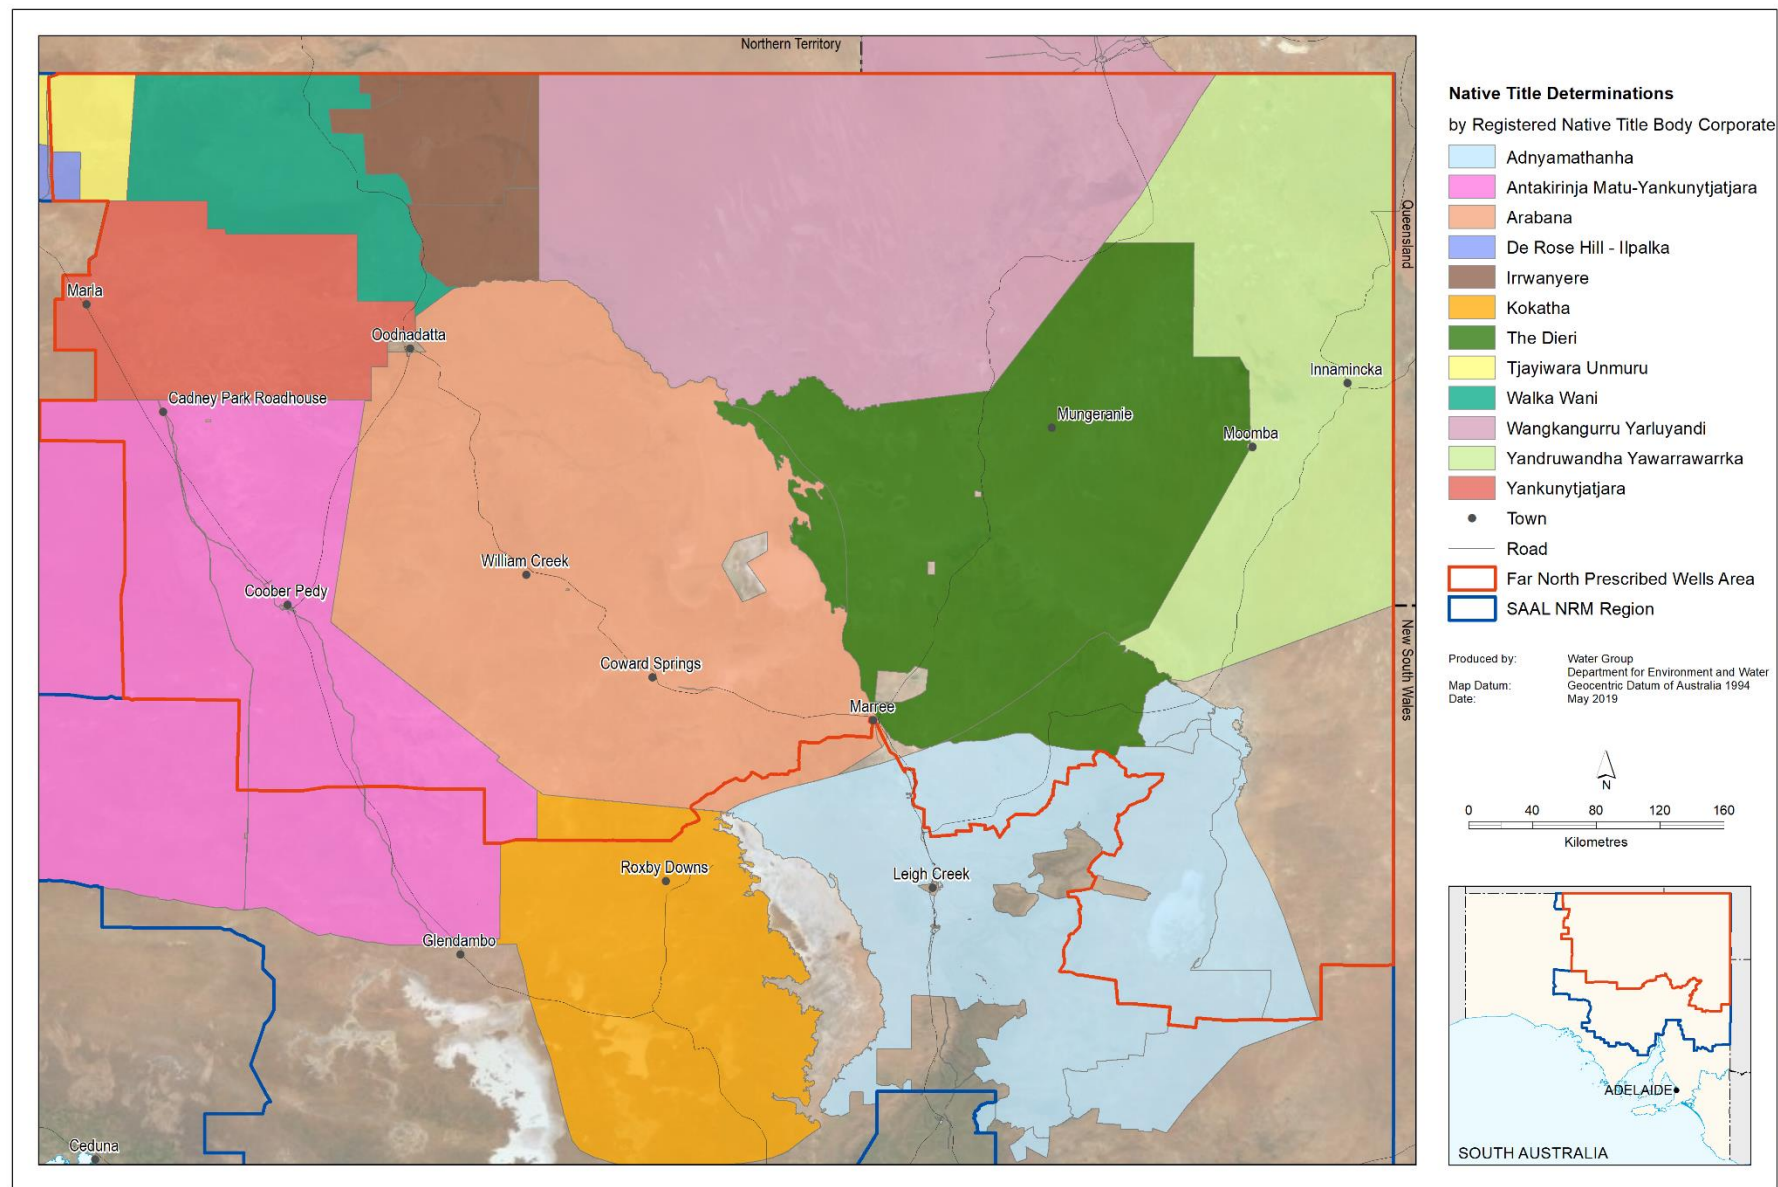 Northern Territory
Queensland
New South Wales
Marla
Oodnadatta
Cadney Park Roadhouse
Innamincka
Mungeranie
Moomba
William Creek
Coober Pedy
Coward Springs
Marree
Roxby Downs
Leigh Creek
Glendambo
Ceduna
Native Title Determinations
by Registered Native Title Body Corporate
Adnyamathanha
Antakirinja Matu-Yankunytjatjara
Arabana
De Rose Hill - Ilpalka
Irrwanyere
Kokatha
The Dieri
Tjayiwara Unmuru
Walka Wani
Wangkangurru Yarluyandi
Yandruwandha Yawarrawarrka
Yankunytjatjara
Town
Road
Far North Prescribed Wells Area
SAAL NRM Region
Produced by: Water Group
Department for Environment and Water
Map Datum: Geocentric Datum of Australia 1994
Date: May 2019
N
0 40 80 120 160
Kilometres
ADELAIDE
SOUTH AUSTRALIA